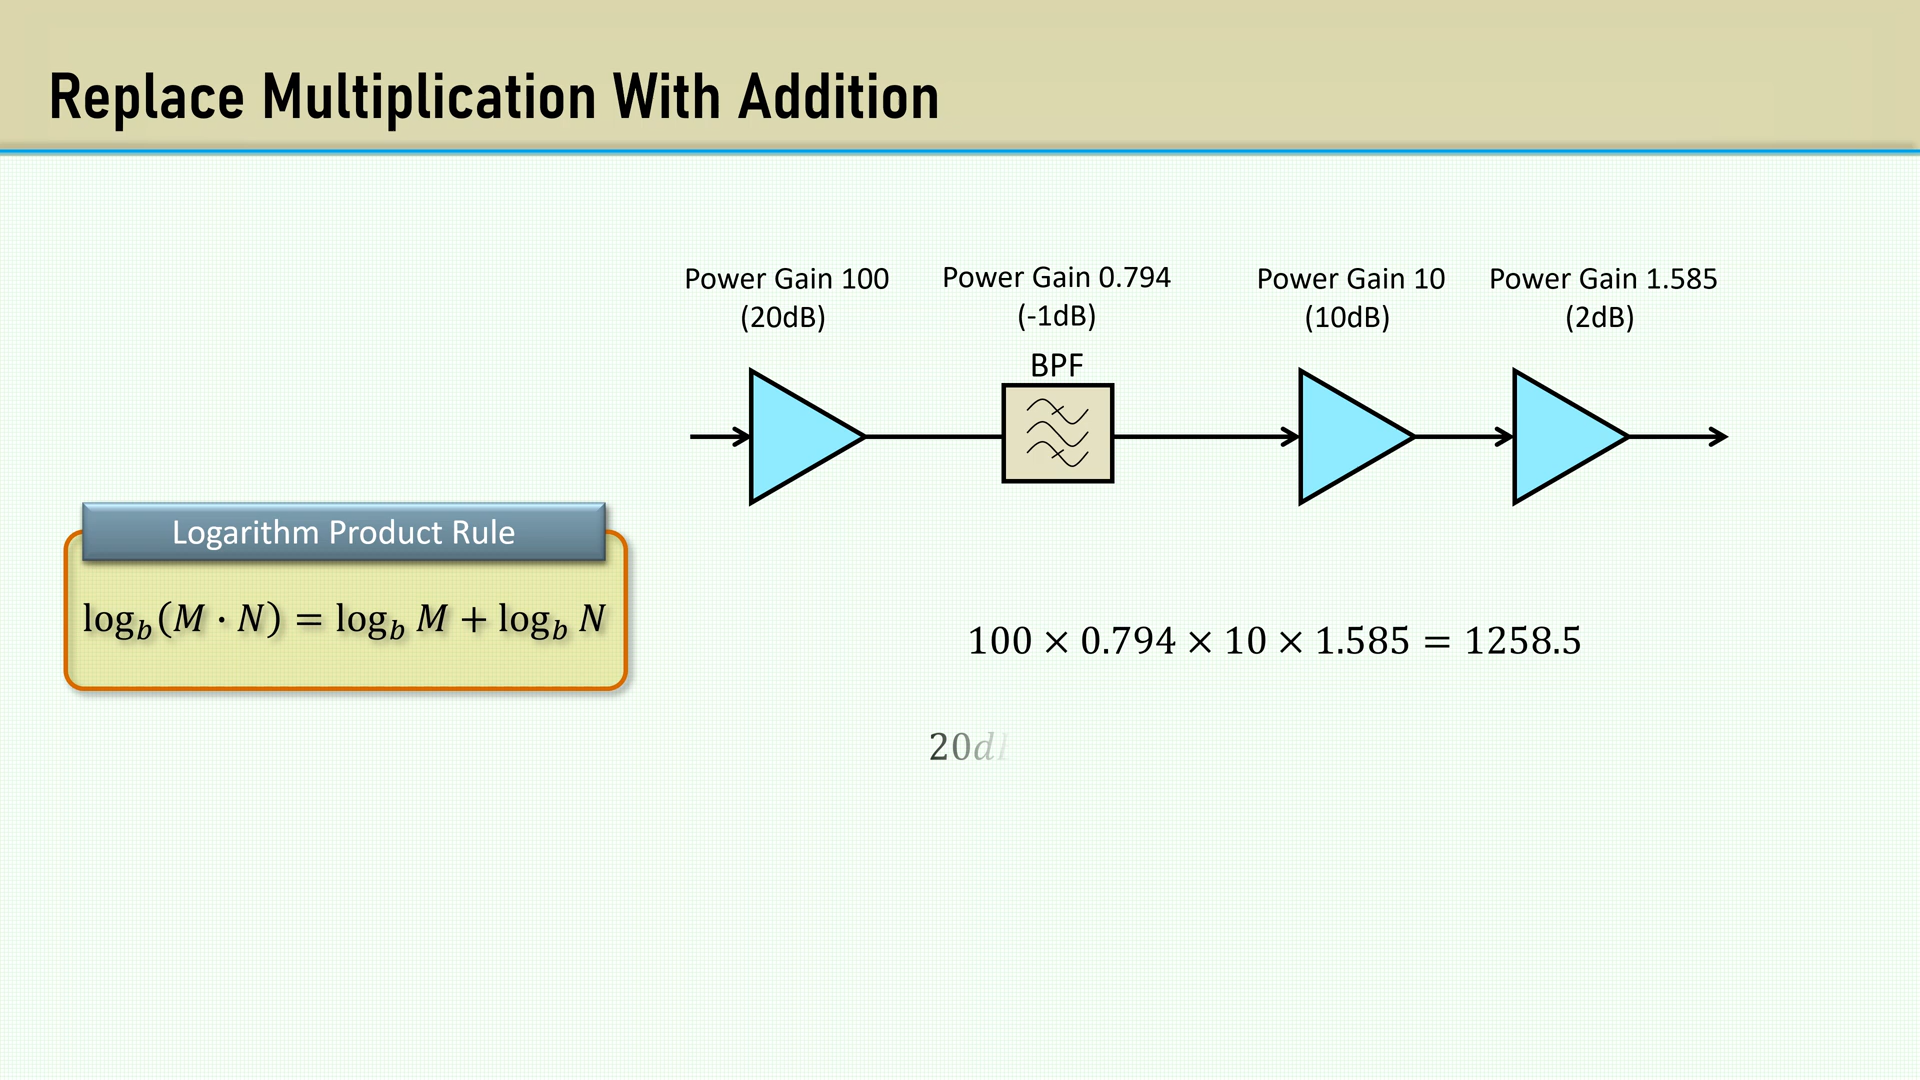 Replace Multiplication With Addition
Power Gain 100
(20dB)
Power Gain 0.794
(-1dB)
BPF
Power Gain 10
(10dB)
Power Gain 1.585
(2dB)
Logarithm Product Rule
log_b(M · N) = log_b M + log_b N
100 × 0.794 × 10 × 1.585 = 1258.5
20d